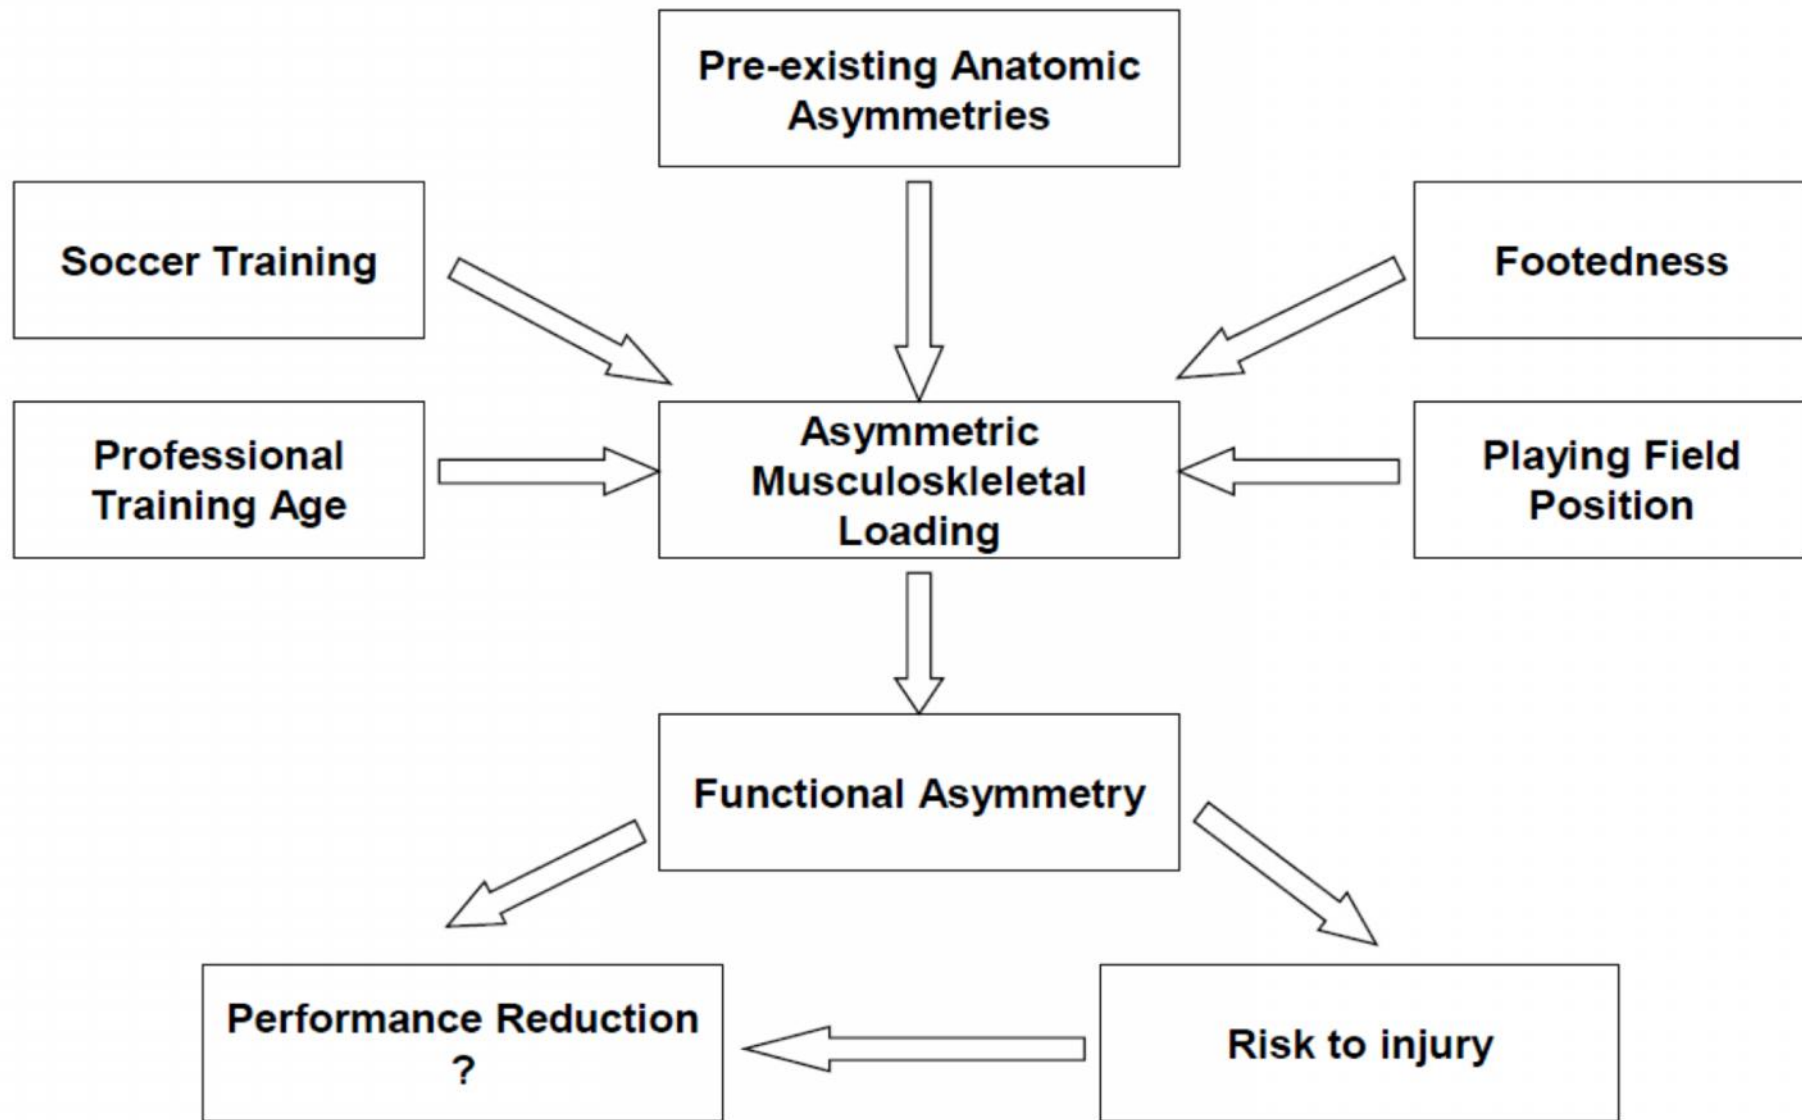 Pre-existing Anatomic
Asymmetries
Soccer Training
Footedness
Professional
Training Age
Asymmetric
Musculoskleletal
Loading
Playing Field
Position
Functional Asymmetry
Performance Reduction
?
Risk to injury